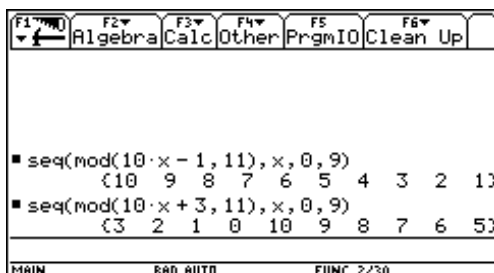 F1 F2 F3 F4 F5 F6
Algebra Calc Other PrgmIO Clean Up
■ seq(mod(10·x - 1, 11), x, 0, 9)
{10 9 8 7 6 5 4 3 2 1}
■ seq(mod(10·x + 3, 11), x, 0, 9)
{3 2 1 0 10 9 8 7 6 5}
MAIN RAD AUTO FUNC 2/30